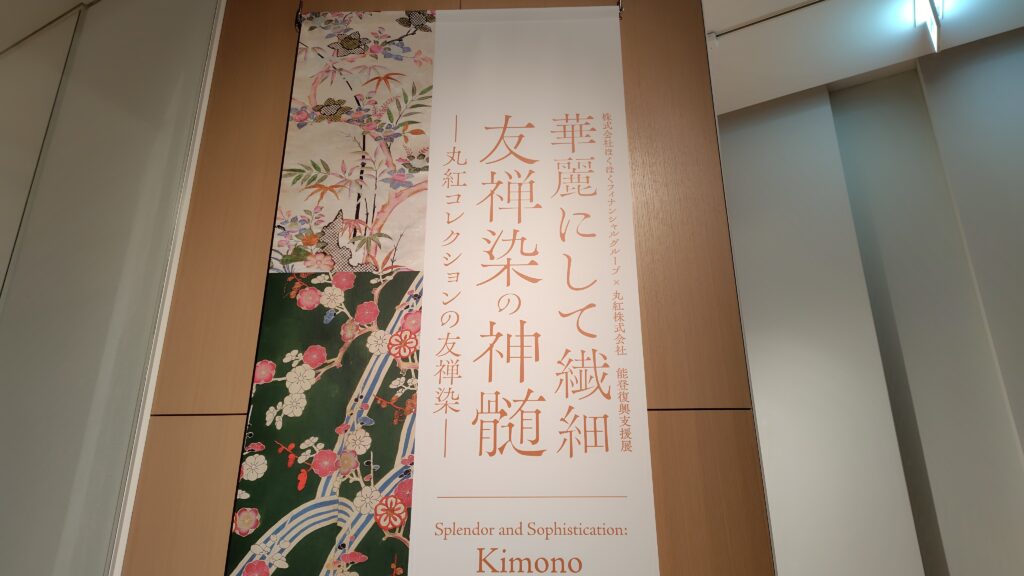 株式会社ほくほくフィナンシャルグループ × 丸紅株式会社 能登復興支援展
華麗にして繊細
友禅染の神髄
―丸紅コレクションの友禅染―
Splendor and Sophistication:
Kimono